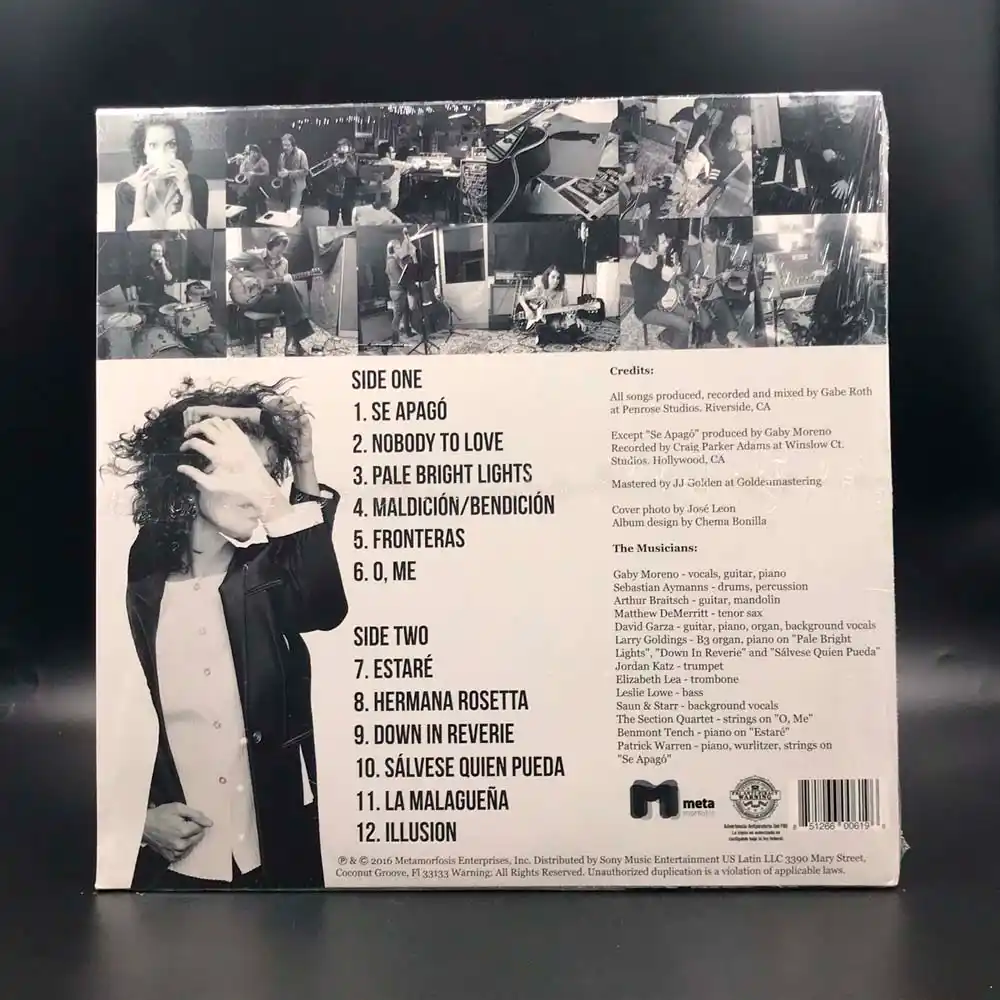 SIDE ONE
1. SE APAGÓ
2. NOBODY TO LOVE
3. PALE BRIGHT LIGHTS
4. MALDICIÓN/BENDICIÓN
5. FRONTERAS
6. O, ME
SIDE TWO
7. ESTARÉ
8. HERMANA ROSETTA
9. DOWN IN REVERIE
10. SÁLVESE QUIEN PUEDA
11. LA MALAGUEÑA
12. ILLUSION
Credits:
All songs produced, recorded and mixed by Gabe Roth
at Penrose Studios. Riverside, CA
Except "Se Apagó" produced by Gaby Moreno
Recorded by Craig Parker Adams at Winslow Ct.
Studios. Hollywood, CA
Mastered by JJ Golden at Goldenmastering
Cover photo by José Leon
Album design by Chema Bonilla
The Musicians:
Gaby Moreno - vocals, guitar, piano
Sebastian Aymanns - drums, percussion
Arthur Braitsch - guitar, mandolin
Matthew DeMerritt - tenor sax
David Garza - guitar, piano, organ, background vocals
Larry Goldings - B3 organ, piano on "Pale Bright
Lights", "Down In Reverie" and "Sálvese Quien Pueda"
Jordan Katz - trumpet
Elizabeth Lea - trombone
Leslie Lowe - bass
Saun & Starr - background vocals
The Section Quartet - strings on "O, Me"
Benmont Tench - piano on "Estaré"
Patrick Warren - piano, wurlitzer, strings on
"Se Apagó"
meta
WARNING
8 51266 00619 8
℗ & © 2016 Metamorfosis Enterprises, Inc. Distributed by Sony Music Entertainment US Latin LLC 3390 Mary Street,
Coconut Groove, Fl 33133 Warning: All Rights Reserved. Unauthorized duplication is a violation of applicable laws.